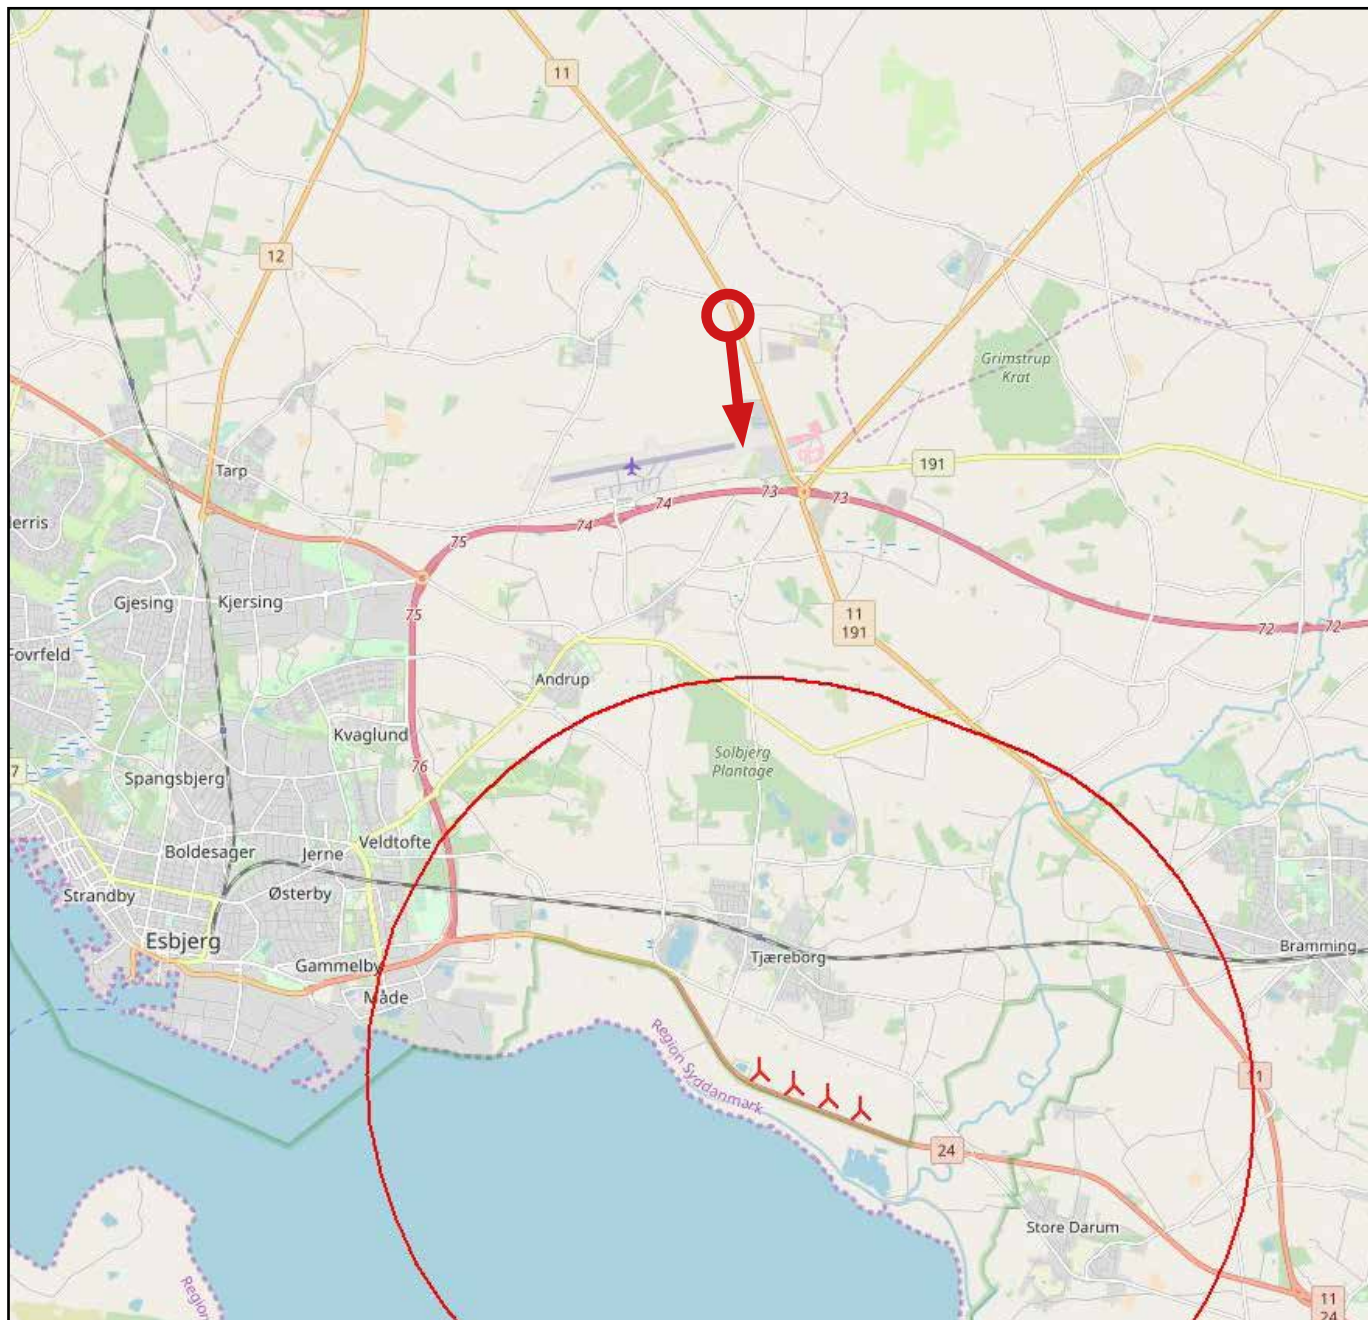 11
12
Grimstrup
Krat
Tarp
191
74
74
73
73
75
jerris
Gjesing
Kjersing
75
11
191
72
72
Fovrfeld
Andrup
Kvaglund
Solbjerg
Plantage
76
7
Spangsbjerg
Veldtofte
Boldesager
Jerne
Strandby
Østerby
Esbjerg
Bramming
Tjæreborg
Gammelby
Måde
Region Syddanmark
11
24
Store Darum
Region
11
24